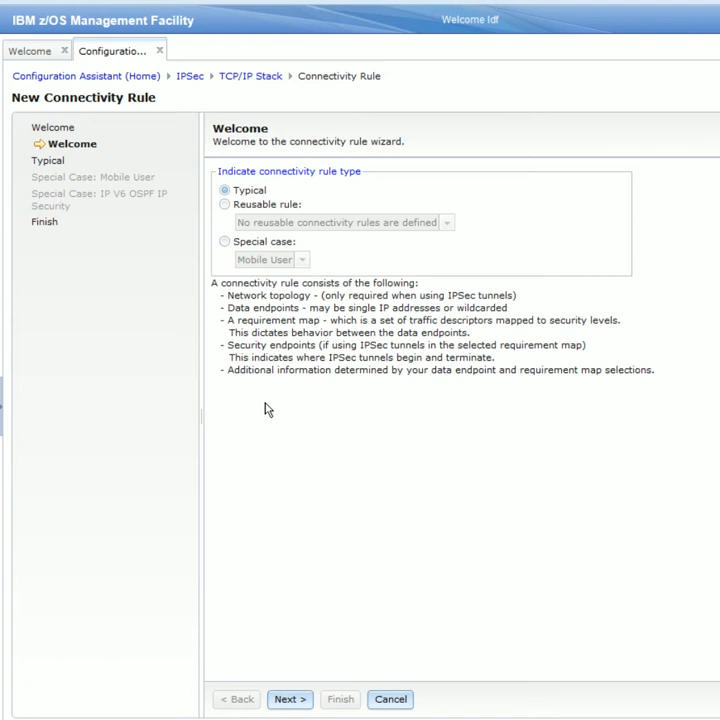 IBM z/OS Management Facility
Welcome ldf
Welcome
Configuratio...
Configuration Assistant (Home) IPSec TCP/IP Stack Connectivity Rule
New Connectivity Rule
Welcome
Welcome
Typical
Special Case: Mobile User
Special Case: IP V6 OSPF IP
Security
Finish
Welcome
Welcome to the connectivity rule wizard.
Indicate connectivity rule type
Typical
Reusable rule:
No reusable connectivity rules are defined
Special case:
Mobile User
A connectivity rule consists of the following:
- Network topology - (only required when using IPSec tunnels)
- Data endpoints - may be single IP addresses or wildcarded
- A requirement map - which is a set of traffic descriptors mapped to security levels.
This dictates behavior between the data endpoints.
- Security endpoints (if using IPSec tunnels in the selected requirement map)
This indicates where IPSec tunnels begin and terminate.
- Additional information determined by your data endpoint and requirement map selections.
< Back
Next >
Finish
Cancel